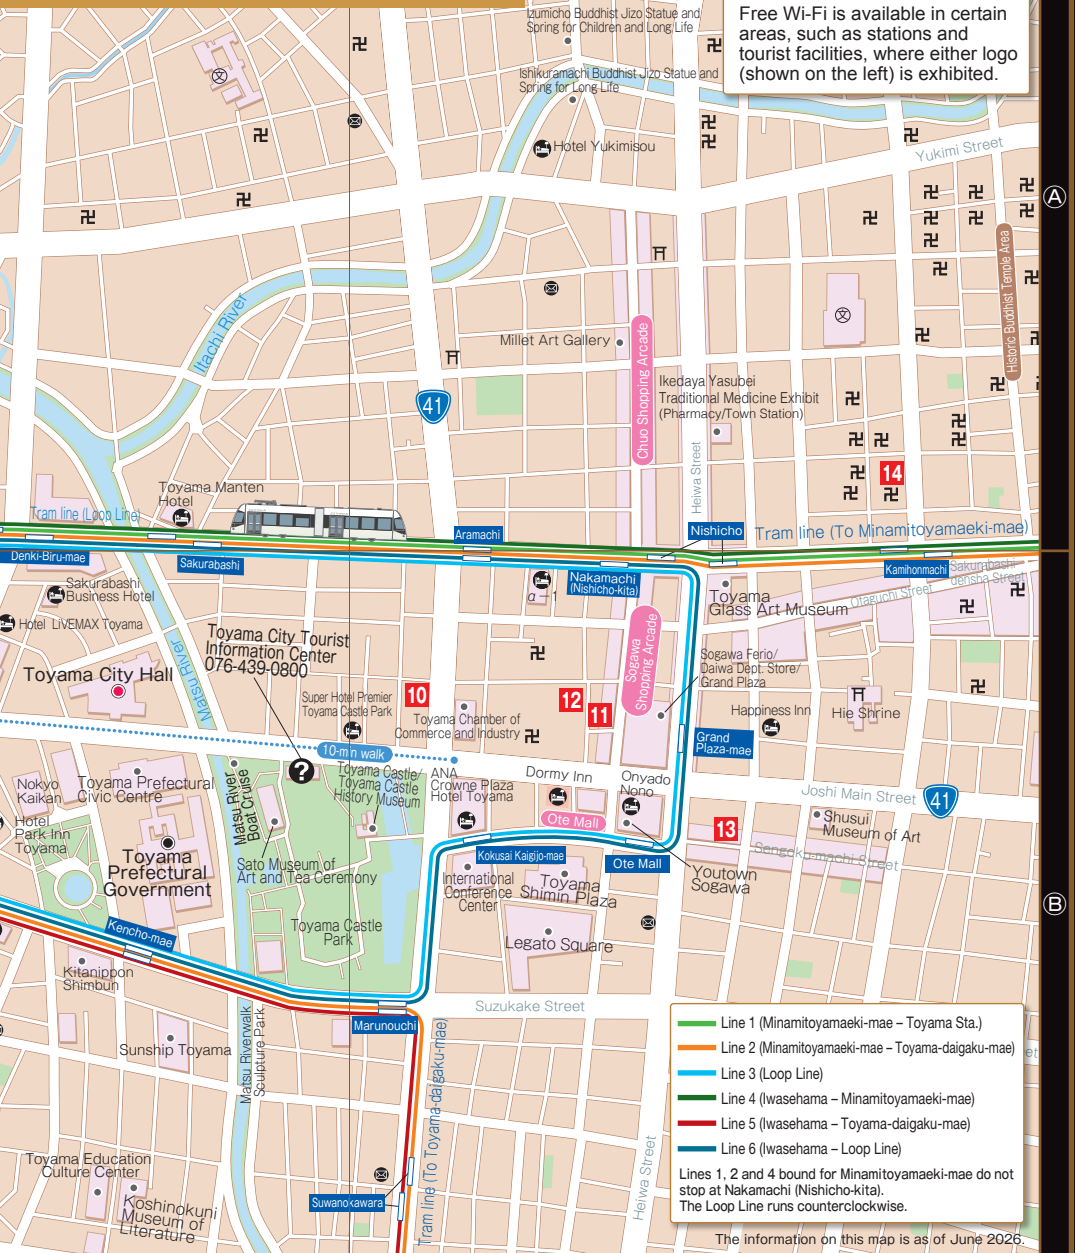 Izumicho Buddhist Jizo Statue and
Spring for Children and Long Life
Free Wi-Fi is available in certain
areas, such as stations and
tourist facilities, where either logo
(shown on the left) is exhibited.
Ishikuramachi Buddhist Jizo Statue and
Spring for Long Life
文
Hotel Yukimisou
Yukimi Street
A
Historic Buddhist Temple Area
Itachi River
文
Millet Art Gallery
Chuo Shopping Arcade
Ikedaya Yasubei
Traditional Medicine Exhibit
(Pharmacy/Town Station)
41
Heiwa Street
14
Toyama Manten
Hotel
Tram line (Loop Line)
Aramachi
Nishicho
Tram line (To Minamitoyamaeki-mae)
Denki-Biru-mae
Sakurabashi
Nakamachi
(Nishicho-kita)
Kamihonmachi
Sakurabashi-
densha Street
Otaguchi Street
Sakurabashi
Business Hotel
α－1
Toyama
Glass Art Museum
Hotel LiVEMAX Toyama
Toyama City Tourist
Information Center
076-439-0800
Sogawa
Shopping Arcade
Sogawa Ferio/
Daiwa Dept. Store/
Grand Plaza
Toyama City Hall
Matsu River
Super Hotel Premier
Toyama Castle Park
10
Toyama Chamber of
Commerce and Industry
12
11
Happiness Inn
Hie Shrine
Grand
Plaza-mae
10-min walk
?
Nokyo
Kaikan
Toyama Prefectural
Civic Centre
Matsu River
Boat Cruise
Toyama Castle/
Toyama Castle
History Museum
ANA
Crowne Plaza
Hotel Toyama
Dormy Inn
Onyado
Nono
Joshi Main Street
41
Hotel
Park Inn
Toyama
Ote Mall
13
Shusui
Museum of Art
Sengoku-machi Street
Toyama
Prefectural
Government
Sato Museum of
Art and Tea Ceremony
Kokusai Kaigijo-mae
Ote Mall
Youtown
Sogawa
International
Conference
Center
Toyama
Shimin Plaza
B
Toyama Castle
Park
Kencho-mae
Legato Square
Kitanippon
Shimbun
Suzukake Street
Marunouchi
Sunship Toyama
Matsu Riverwalk
Sculpture Park
Tram line (To Toyama-daigaku-mae)
Line 1 (Minamitoyamaeki-mae – Toyama Sta.)
Line 2 (Minamitoyamaeki-mae – Toyama-daigaku-mae)
Line 3 (Loop Line)
Line 4 (Iwasehama – Minamitoyamaeki-mae)
Line 5 (Iwasehama – Toyama-daigaku-mae)
Line 6 (Iwasehama – Loop Line)
Lines 1, 2 and 4 bound for Minamitoyamaeki-mae do not
stop at Nakamachi (Nishicho-kita).
The Loop Line runs counterclockwise.
Toyama Education
Culture Center
Koshinokuni
Museum of
Literature
Suwanokawara
Heiwa Street
The information on this map is as of June 2026.